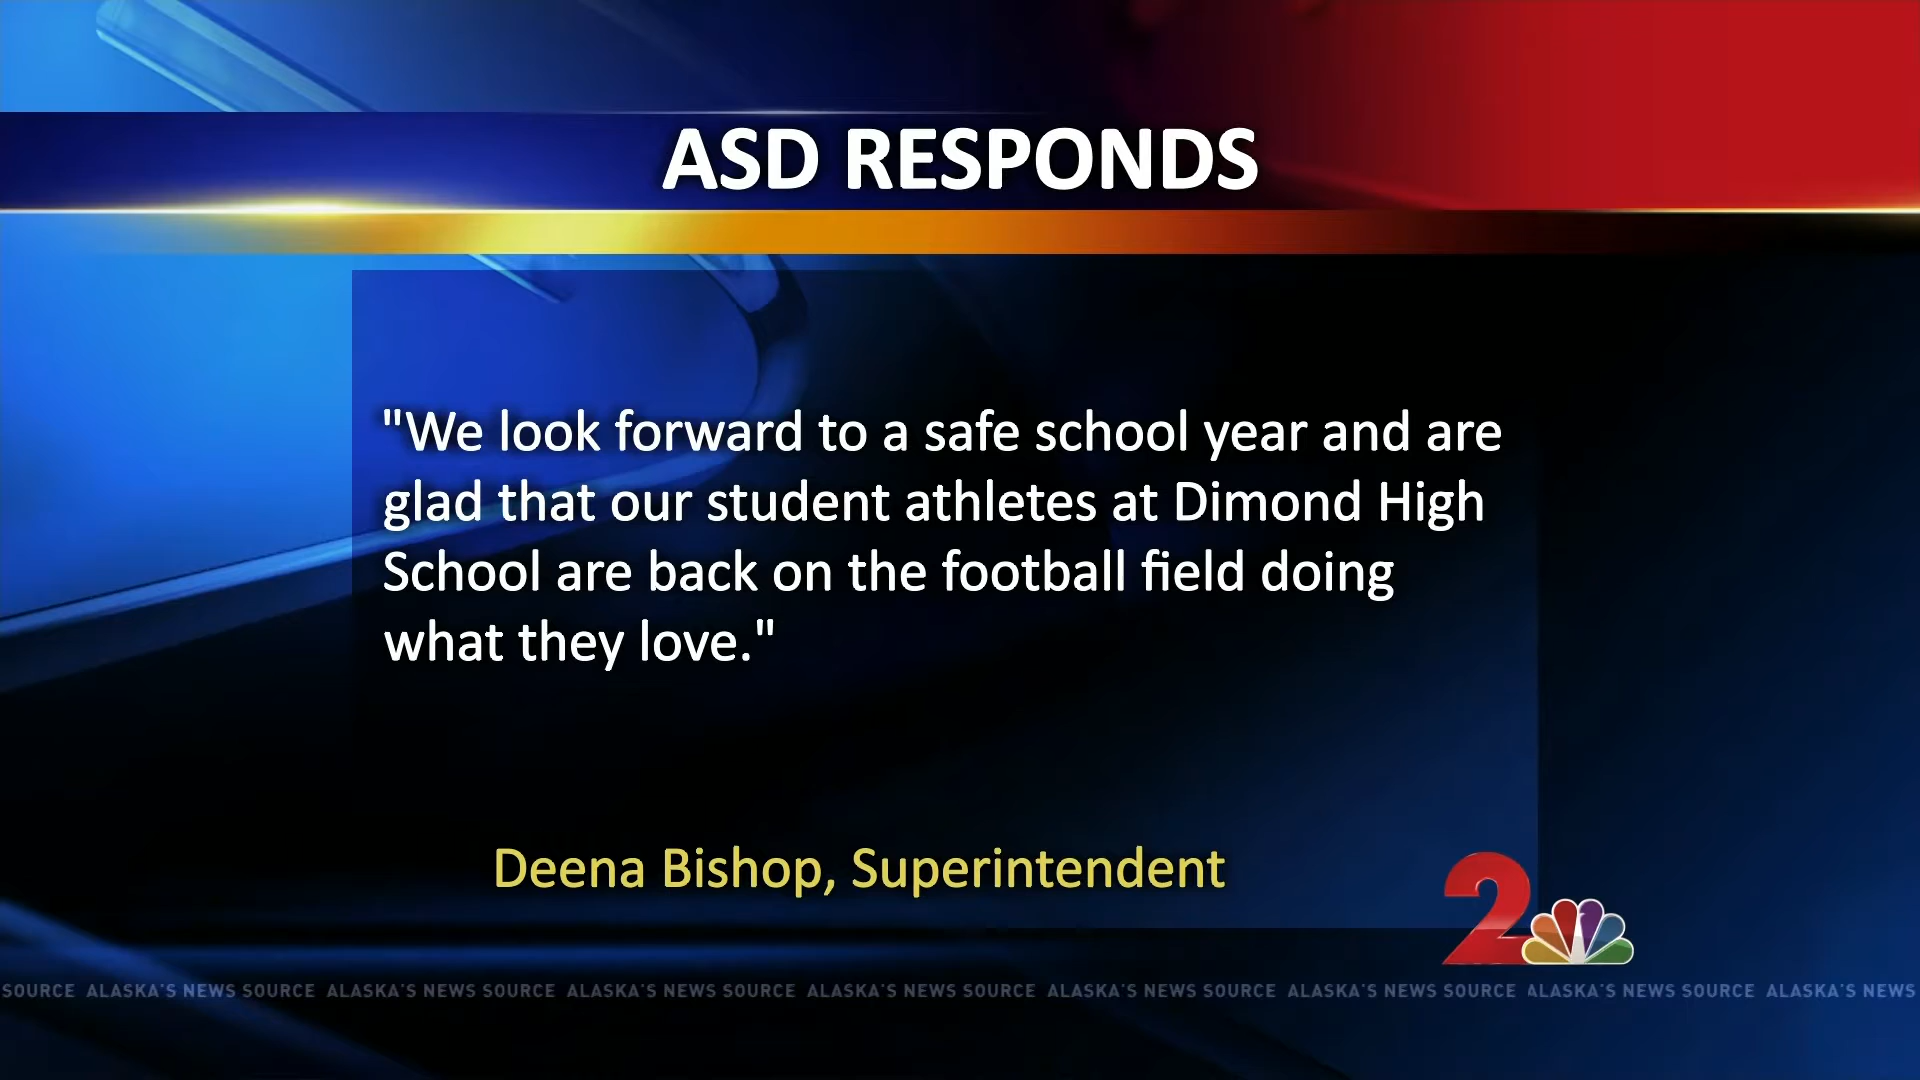 ASD RESPONDS
"We look forward to a safe school year and are
glad that our student athletes at Dimond High
School are back on the football field doing
what they love."
Deena Bishop, Superintendent
2
SOURCE ALASKA'S NEWS SOURCE ALASKA'S NEWS SOURCE ALASKA'S NEWS SOURCE ALASKA'S NEWS SOURCE ALASKA'S NEWS SOURCE ALASKA'S NEWS SOURCE ALASKA'S NEWS SOURCE ALASKA'S NEWS